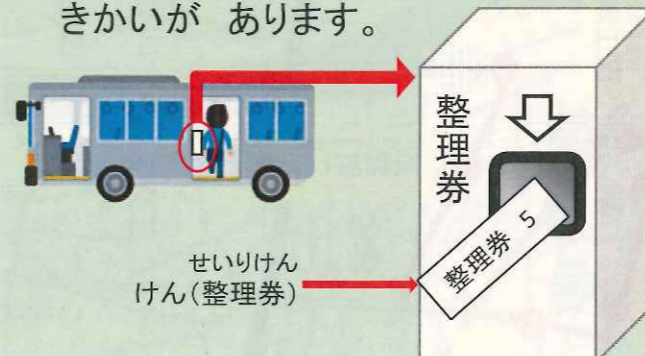 きかいが あります。
整理券
整理券 5
せいりけん
けん(整理券)